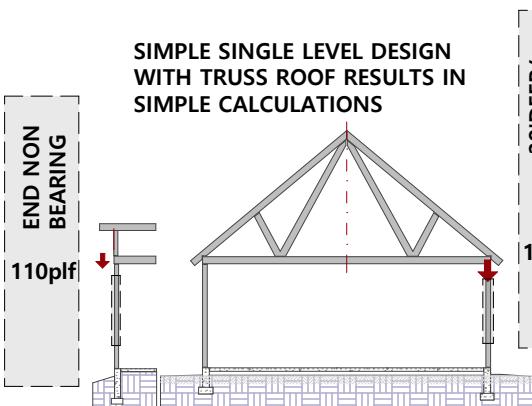 SIMPLE SINGLE LEVEL DESIGN
WITH TRUSS ROOF RESULTS IN
SIMPLE CALCULATIONS
END NON
BEARING
110plf